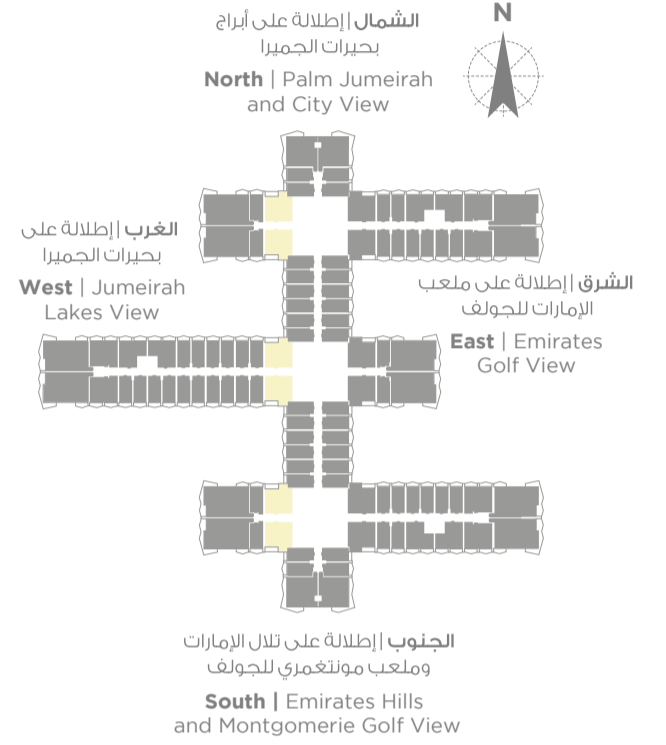 N
الشمال | إطلالة على أبراج
بحيرات الجميرا
North | Palm Jumeirah
and City View
الغرب | إطلالة على
بحيرات الجميرا
West | Jumeirah
Lakes View
الشرق | إطلالة على ملعب
الإمارات للجولف
East | Emirates
Golf View
الجنوب | إطلالة على تلال الإمارات
وملعب مونتغمري للجولف
South | Emirates Hills
and Montgomerie Golf View